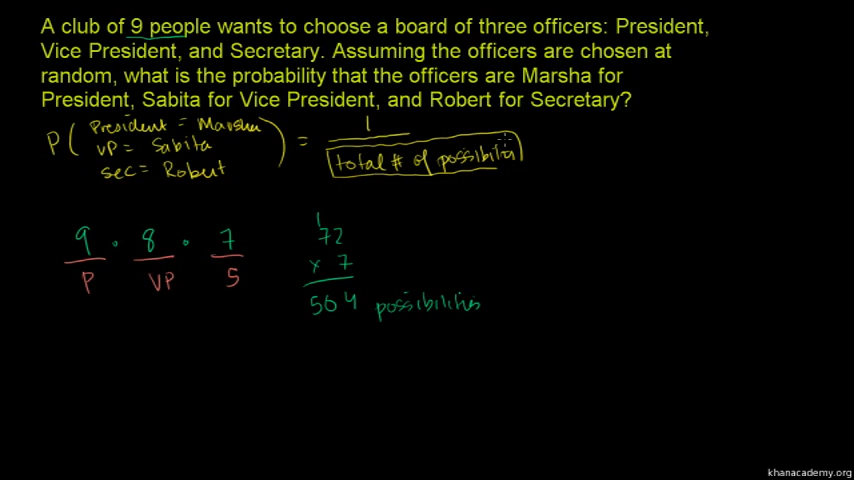 A club of 9 people wants to choose a board of three officers: President,
Vice President, and Secretary. Assuming the officers are chosen at
random, what is the probability that the officers are Marsha for
President, Sabita for Vice President, and Robert for Secretary?
P ( President = Marsha
VP = Sabita
sec = Robert ) = 1
total # of possibilities
9 · 8 · 7
P VP S
1
72
x 7
504 possibilities
khanacademy.org